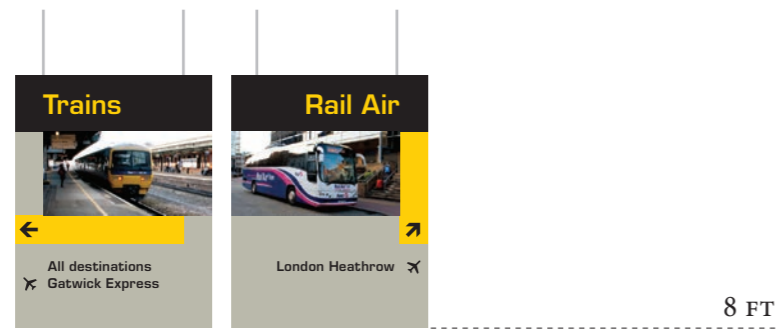 Trains
Rail Air
All destinations
Gatwick Express
London Heathrow
8 FT